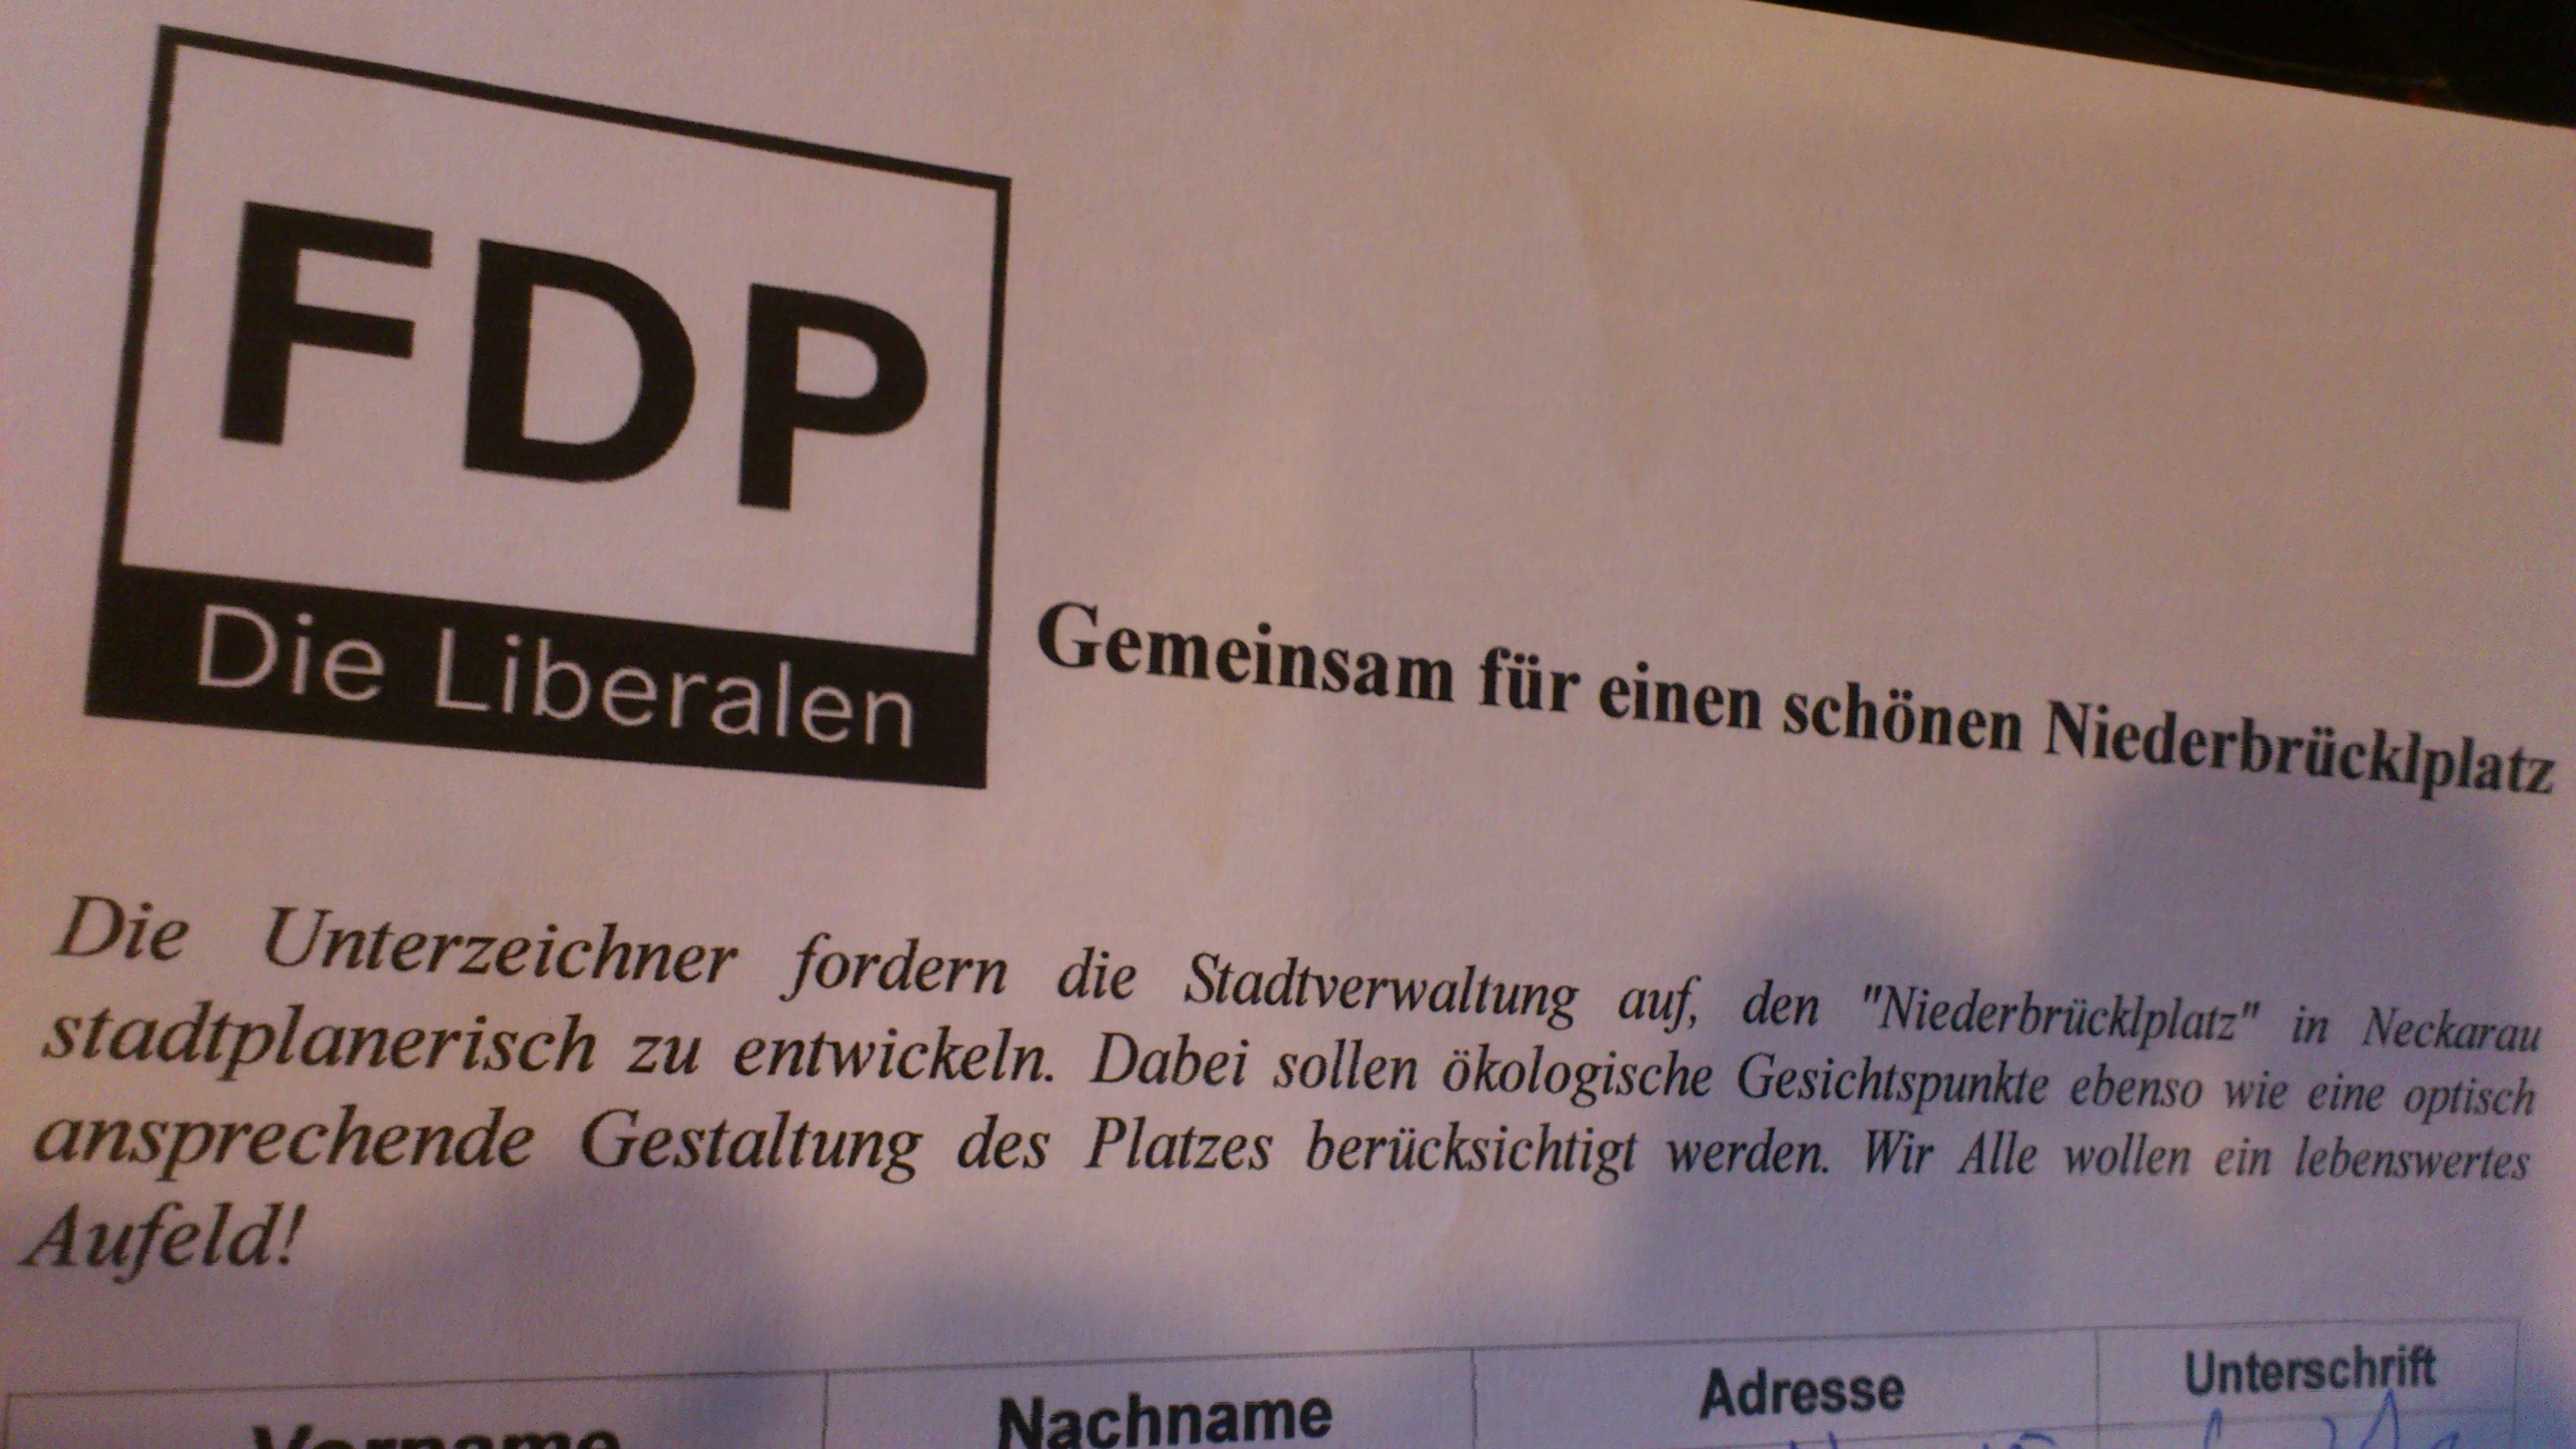 FDP
Die Liberalen
Gemeinsam für einen schönen Niederbrücklplatz
Die Unterzeichner fordern die Stadtverwaltung auf, den "Niederbrücklplatz" in Neckarau
stadtplanerisch zu entwickeln. Dabei sollen ökologische Gesichtspunkte ebenso wie eine optisch
ansprechende Gestaltung des Platzes berücksichtigt werden. Wir Alle wollen ein lebenswertes
Aufeld!
Vorname Nachname Adresse Unterschrift